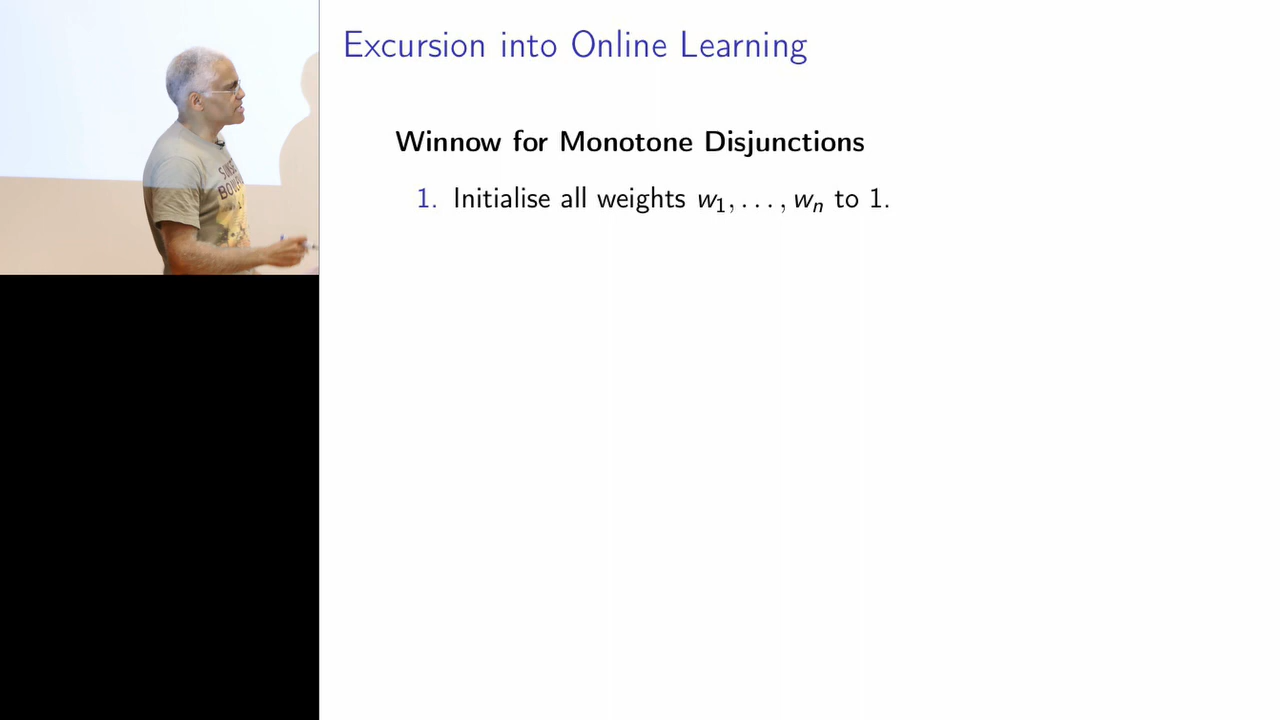 Excursion into Online Learning
Winnow for Monotone Disjunctions
1. Initialise all weights w₁, . . . , wₙ to 1.